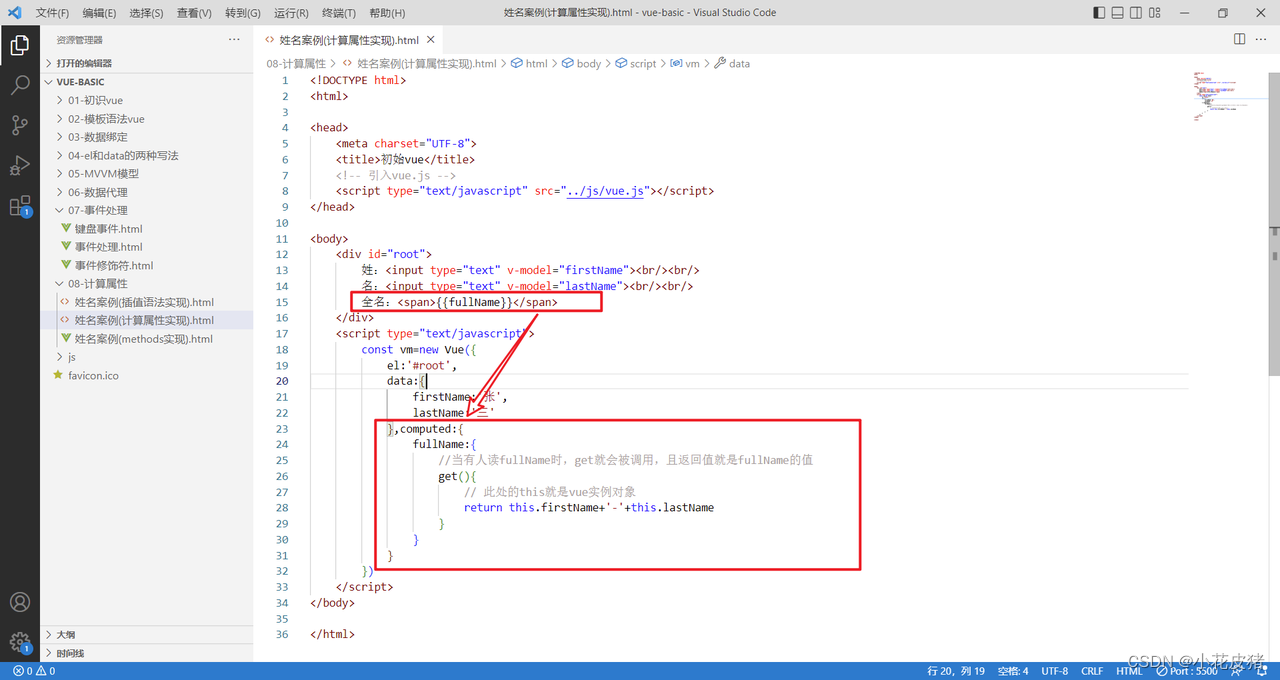 文件(F) 编辑(E) 选择(S) 查看(V) 转到(G) 运行(R) 终端(T) 帮助(H) 姓名案例(计算属性实现).html - vue-basic - Visual Studio Code
资源管理器 ···
打开的编辑器
VUE-BASIC
01-初识vue
02-模板语法vue
03-数据绑定
04-el和data的两种写法
05-MVVM模型
06-数据代理
07-事件处理
键盘事件.html
事件处理.html
事件修饰符.html
08-计算属性
姓名案例(插值语法实现).html
姓名案例(计算属性实现).html
姓名案例(methods实现).html
js
favicon.ico
大纲
时间线
1
1
姓名案例(计算属性实现).html
08-计算属性 > 姓名案例(计算属性实现).html > html > body > script > vm > data
1 <!DOCTYPE html>
2 <html>
3
4 <head>
5 <meta charset="UTF-8">
6 <title>初始vue</title>
7 <!-- 引入vue.js -->
8 <script type="text/javascript" src="../js/vue.js"></script>
9 </head>
10
11 <body>
12 <div id="root">
13 姓：<input type="text" v-model="firstName"><br/><br/>
14 名：<input type="text" v-model="lastName"><br/><br/>
15 全名：<span>{{fullName}}</span>
16 </div>
17 <script type="text/javascript">
18 const vm=new Vue({
19 el:'#root',
20 data:{
21 firstName:'张',
22 lastName:'三'
23 },computed:{
24 fullName:{
25 //当有人读fullName时，get就会被调用，且返回值就是fullName的值
26 get(){
27 // 此处的this就是vue实例对象
28 return this.firstName+'-'+this.lastName
29 }
30 }
31 }
32 })
33 </script>
34 </body>
35
36 </html>
0 0 行 20，列 19 空格: 4 UTF-8 CRLF HTML Port : 5500
CSDN @小花皮猪